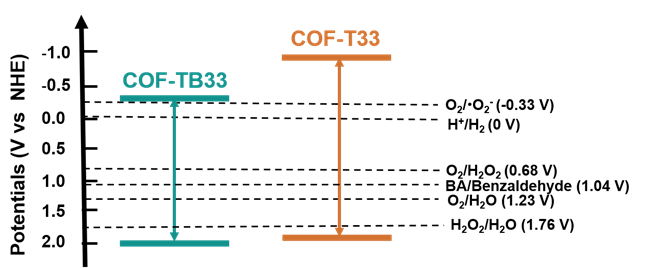 Potentials (V vs NHE)
-1.0
-0.5
0.0
0.5
1.0
1.5
2.0
COF-TB33
COF-T33
O₂/•O₂⁻ (-0.33 V)
H⁺/H₂ (0 V)
O₂/H₂O₂ (0.68 V)
BA/Benzaldehyde (1.04 V)
O₂/H₂O (1.23 V)
H₂O₂/H₂O (1.76 V)